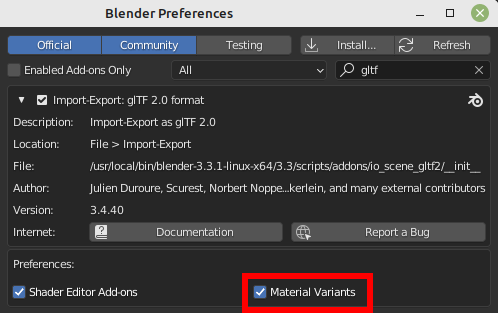 Blender Preferences
Official Community Testing Install... Refresh
Enabled Add-ons Only All gltf
Import-Export: glTF 2.0 format
Description: Import-Export as glTF 2.0
Location: File > Import-Export
File: /usr/local/bin/blender-3.3.1-linux-x64/3.3/scripts/addons/io_scene_gltf2/__init__
Author: Julien Duroure, Scurest, Norbert Noppe...kerlein, and many external contributors
Version: 3.4.40
Internet: Documentation Report a Bug
Preferences:
Shader Editor Add-ons Material Variants